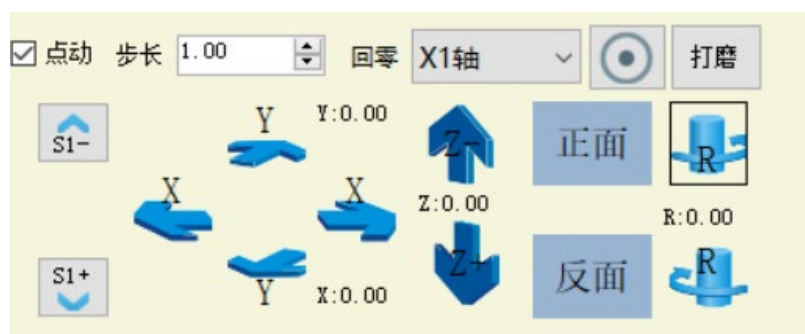 点动 步长 1.00 回零 X1轴 打磨
S1- Y Y:0.00 Z- 正面 R
X X Z:0.00 R:0.00
S1+ Y X:0.00 Z+ 反面 R